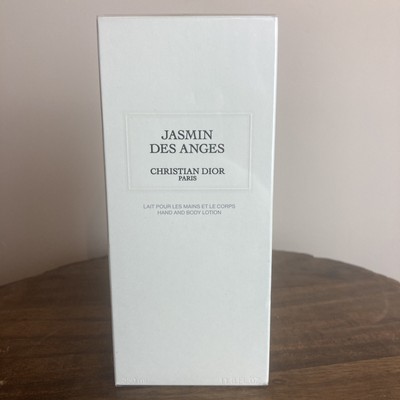 JASMIN
DES ANGES
CHRISTIAN DIOR
PARIS
LAIT POUR LES MAINS ET LE CORPS
HAND AND BODY LOTION